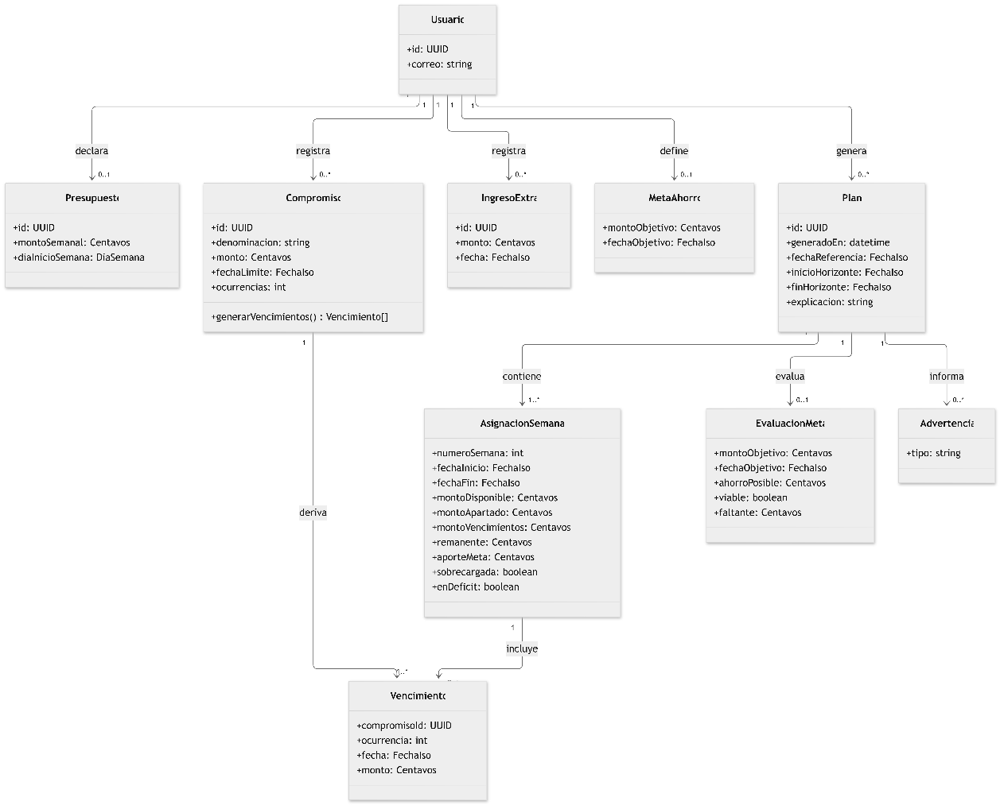 Usuario
+id: UUID
+correo: string
1
1
1
1
declara
registra
registra
define
genera
0..1
0..*
0..*
0..1
0..*
Presupuesto
+id: UUID
+montoSemanal: Centavos
+diaInicioSemana: DiaSemana
Compromiso
+id: UUID
+denominacion: string
+monto: Centavos
+fechaLimite: FechaIso
+ocurrencias: int
+generarVencimientos() : Vencimiento[]
IngresoExtra
+id: UUID
+monto: Centavos
+fecha: FechaIso
MetaAhorro
+montoObjetivo: Centavos
+fechaObjetivo: FechaIso
Plan
+id: UUID
+generadoEn: datetime
+fechaReferencia: FechaIso
+inicioHorizonte: FechaIso
+finHorizonte: FechaIso
+explicacion: string
1
1
1
contiene
evalua
informa
1..*
0..1
0..*
AsignacionSemana
+numeroSemana: int
+fechaInicio: FechaIso
+fechaFin: FechaIso
+montoDisponible: Centavos
+montoApartado: Centavos
+montoVencimientos: Centavos
+remanente: Centavos
+aporteMeta: Centavos
+sobrecargada: boolean
+enDeficit: boolean
EvaluacionMeta
+montoObjetivo: Centavos
+fechaObjetivo: FechaIso
+ahorroPosible: Centavos
+viable: boolean
+faltante: Centavos
Advertencia
+tipo: string
deriva
1
incluye
Vencimiento
+compromisoId: UUID
+ocurrencia: int
+fecha: FechaIso
+monto: Centavos